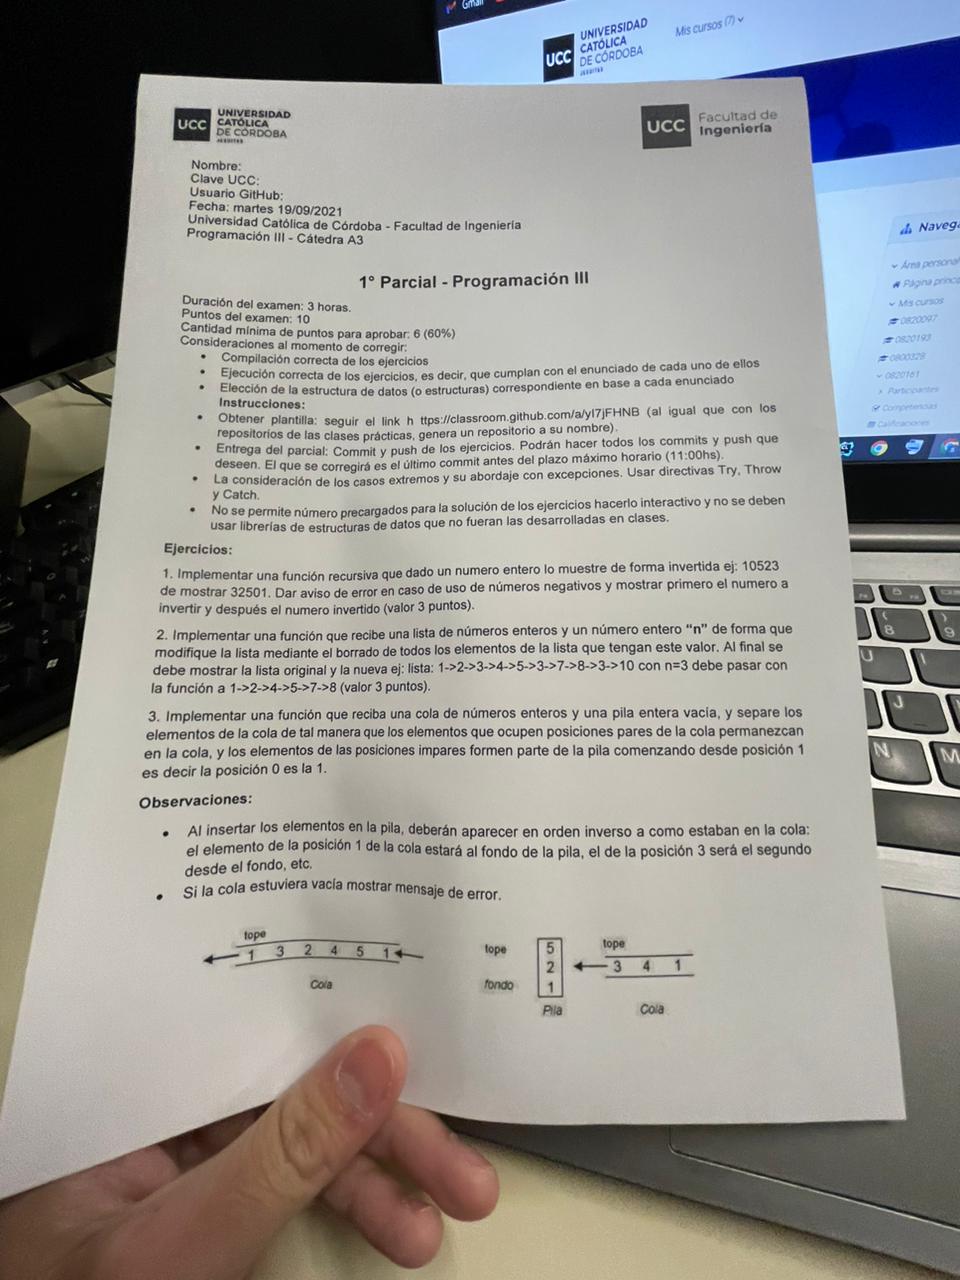 Gmail
UCC UNIVERSIDAD
CATÓLICA
DE CÓRDOBA
JESUITAS
Mis cursos (7)
UCC UNIVERSIDAD
CATÓLICA
DE CÓRDOBA
JESUITAS
UCC Facultad de
Ingeniería
Nombre:
Clave UCC:
Usuario GitHub:
Fecha: martes 19/09/2021
Universidad Católica de Córdoba - Facultad de Ingeniería
Programación III - Cátedra A3
1° Parcial - Programación III
Duración del examen: 3 horas.
Puntos del examen: 10
Cantidad mínima de puntos para aprobar: 6 (60%)
Consideraciones al momento de corregir:
• Compilación correcta de los ejercicios
• Ejecución correcta de los ejercicios, es decir, que cumplan con el enunciado de cada uno de ellos
• Elección de la estructura de datos (o estructuras) correspondiente en base a cada enunciado
Instrucciones:
• Obtener plantilla: seguir el link h ttps://classroom.github.com/a/yI7jFHNB (al igual que con los
repositorios de las clases prácticas, genera un repositorio a su nombre).
• Entrega del parcial: Commit y push de los ejercicios. Podrán hacer todos los commits y push que
deseen. El que se corregirá es el último commit antes del plazo máximo horario (11:00hs).
• La consideración de los casos extremos y su abordaje con excepciones. Usar directivas Try, Throw
y Catch.
• No se permite número precargados para la solución de los ejercicios hacerlo interactivo y no se deben
usar librerías de estructuras de datos que no fueran las desarrolladas en clases.
Ejercicios:
1. Implementar una función recursiva que dado un numero entero lo muestre de forma invertida ej: 10523
de mostrar 32501. Dar aviso de error en caso de uso de números negativos y mostrar primero el numero a
invertir y después el numero invertido (valor 3 puntos).
2. Implementar una función que recibe una lista de números enteros y un número entero “n” de forma que
modifique la lista mediante el borrado de todos los elementos de la lista que tengan este valor. Al final se
debe mostrar la lista original y la nueva ej: lista: 1->2->3->4->5->3->7->8->3->10 con n=3 debe pasar con
la función a 1->2->4->5->7->8 (valor 3 puntos).
3. Implementar una función que reciba una cola de números enteros y una pila entera vacía, y separe los
elementos de la cola de tal manera que los elementos que ocupen posiciones pares de la cola permanezcan
en la cola, y los elementos de las posiciones impares formen parte de la pila comenzando desde posición 1
es decir la posición 0 es la 1.
Observaciones:
• Al insertar los elementos en la pila, deberán aparecer en orden inverso a como estaban en la cola:
el elemento de la posición 1 de la cola estará al fondo de la pila, el de la posición 3 será el segundo
desde el fondo, etc.
• Si la cola estuviera vacía mostrar mensaje de error.
tope
1 3 2 4 5 1
Cola
tope
fondo
5
2
1
Pila
tope
3 4 1
Cola
Naveg
Área personal
Página princ
Mis cursos
0820097
0820193
0800328
0820161
Participantes
Competencias
Calificaciones
8
9
U
I
J
N
M